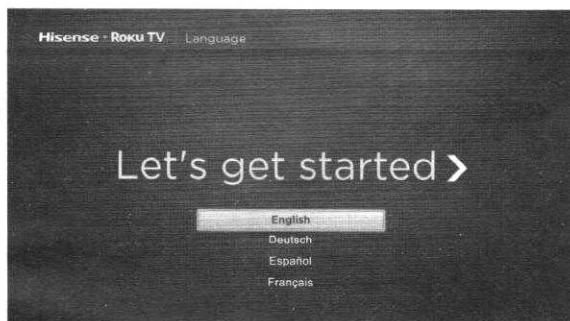 Hisense · Roku TV Language
Let's get started ❯
English
Deutsch
Español
Français